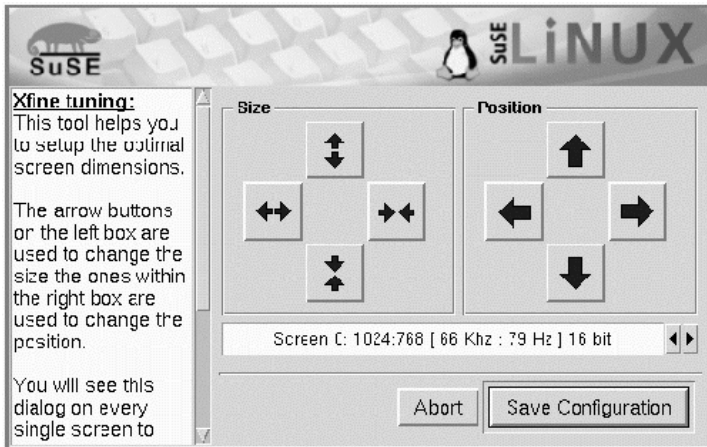 SuSE
SuSE LiNUX
Xfine tuning:
This tool helps you
to setup the optimal
screen dimensions.
The arrow buttons
on the left box are
used to change the
size the ones within
the right box are
used to change the
position.
You will see this
dialog on every
single screen to
Size
Position
Screen 0: 1024:768 [ 66 Khz : 79 Hz ] 16 bit
Abort
Save Configuration